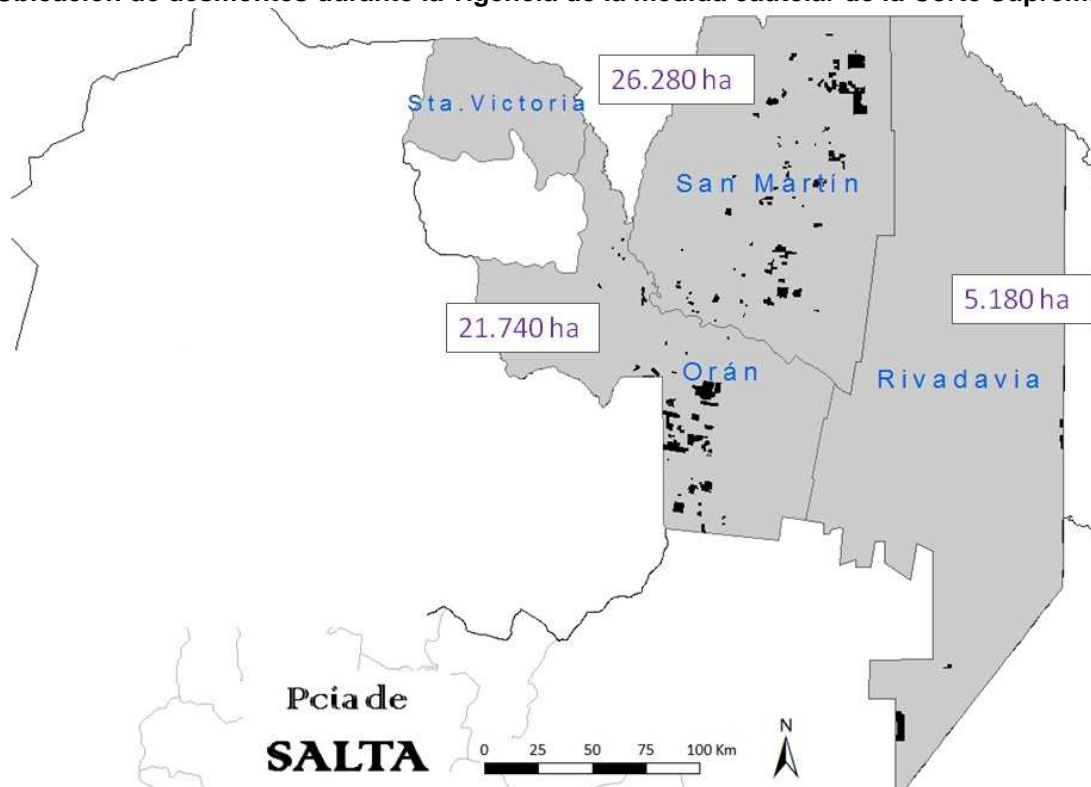 Ubicación de desmontes durante la vigencia de la medida cautelar de la Corte Suprem
26.280 ha
Sta. Victoria
San Martín
5.180 ha
21.740 ha
Orán
Rivadavia
Pcia de
SALTA
0 25 50 75 100 Km
N